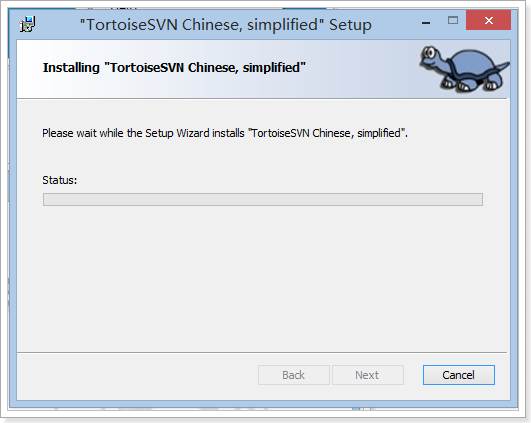 "TortoiseSVN Chinese, simplified" Setup
Installing "TortoiseSVN Chinese, simplified"
Please wait while the Setup Wizard installs "TortoiseSVN Chinese, simplified".
Status:
Back Next Cancel